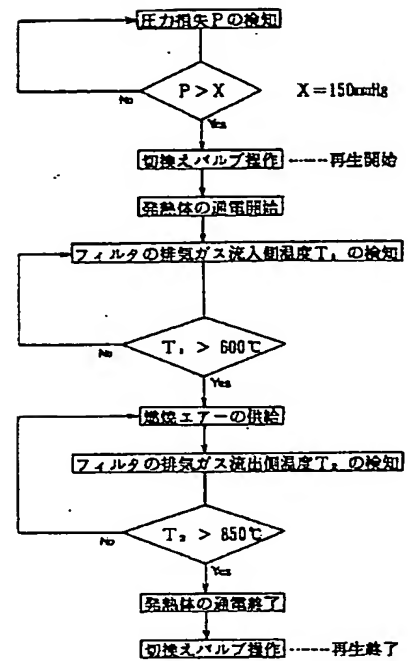 圧力損失Pの検知
P>X
X=150mmHg
No
Yes
切換えバルブ操作
再生開始
発熱体の通電開始
フィルタの排気ガス流入側温度T₁ の検知
T₁ > 600℃
No
Yes
燃焼エアーの供給
フィルタの排気ガス流出側温度T₂ の検知
T₂ > 850℃
No
Yes
発熱体の通電終了
切換えバルブ操作
再生終了